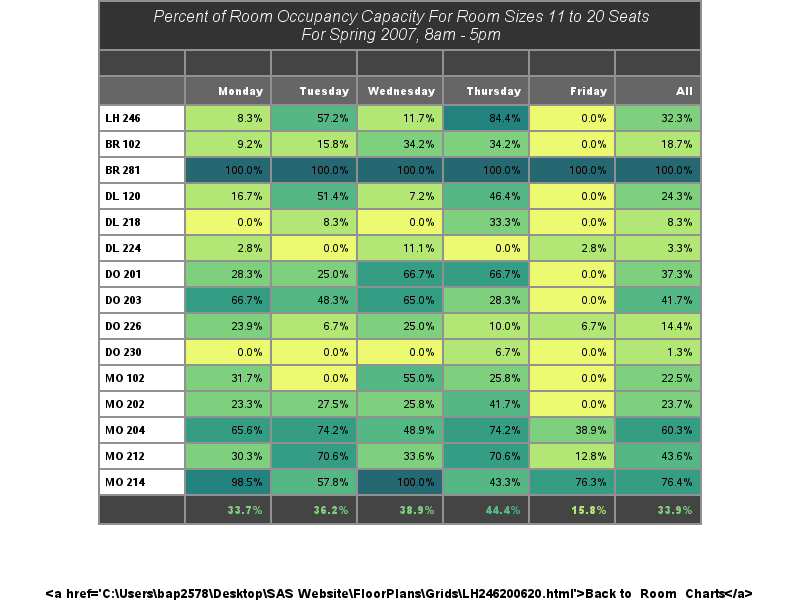 Percent of Room Occupancy Capacity For Room Sizes 11 to 20 Seats
For Spring 2007, 8am - 5pm
Monday Tuesday Wednesday Thursday Friday All
LH 246 8.3% 57.2% 11.7% 84.4% 0.0% 32.3%
BR 102 9.2% 15.8% 34.2% 34.2% 0.0% 18.7%
BR 281 100.0% 100.0% 100.0% 100.0% 100.0% 100.0%
DL 120 16.7% 51.4% 7.2% 46.4% 0.0% 24.3%
DL 218 0.0% 8.3% 0.0% 33.3% 0.0% 8.3%
DL 224 2.8% 0.0% 11.1% 0.0% 2.8% 3.3%
DO 201 28.3% 25.0% 66.7% 66.7% 0.0% 37.3%
DO 203 66.7% 48.3% 65.0% 28.3% 0.0% 41.7%
DO 226 23.9% 6.7% 25.0% 10.0% 6.7% 14.4%
DO 230 0.0% 0.0% 0.0% 6.7% 0.0% 1.3%
MO 102 31.7% 0.0% 55.0% 25.8% 0.0% 22.5%
MO 202 23.3% 27.5% 25.8% 41.7% 0.0% 23.7%
MO 204 65.6% 74.2% 48.9% 74.2% 38.9% 60.3%
MO 212 30.3% 70.6% 33.6% 70.6% 12.8% 43.6%
MO 214 98.5% 57.8% 100.0% 43.3% 76.3% 76.4%
33.7% 36.2% 38.9% 44.4% 15.8% 33.9%
<a href='C:\Users\bap2578\Desktop\SAS Website\FloorPlans\Grids\LH246200620.html'>Back to Room Charts</a>